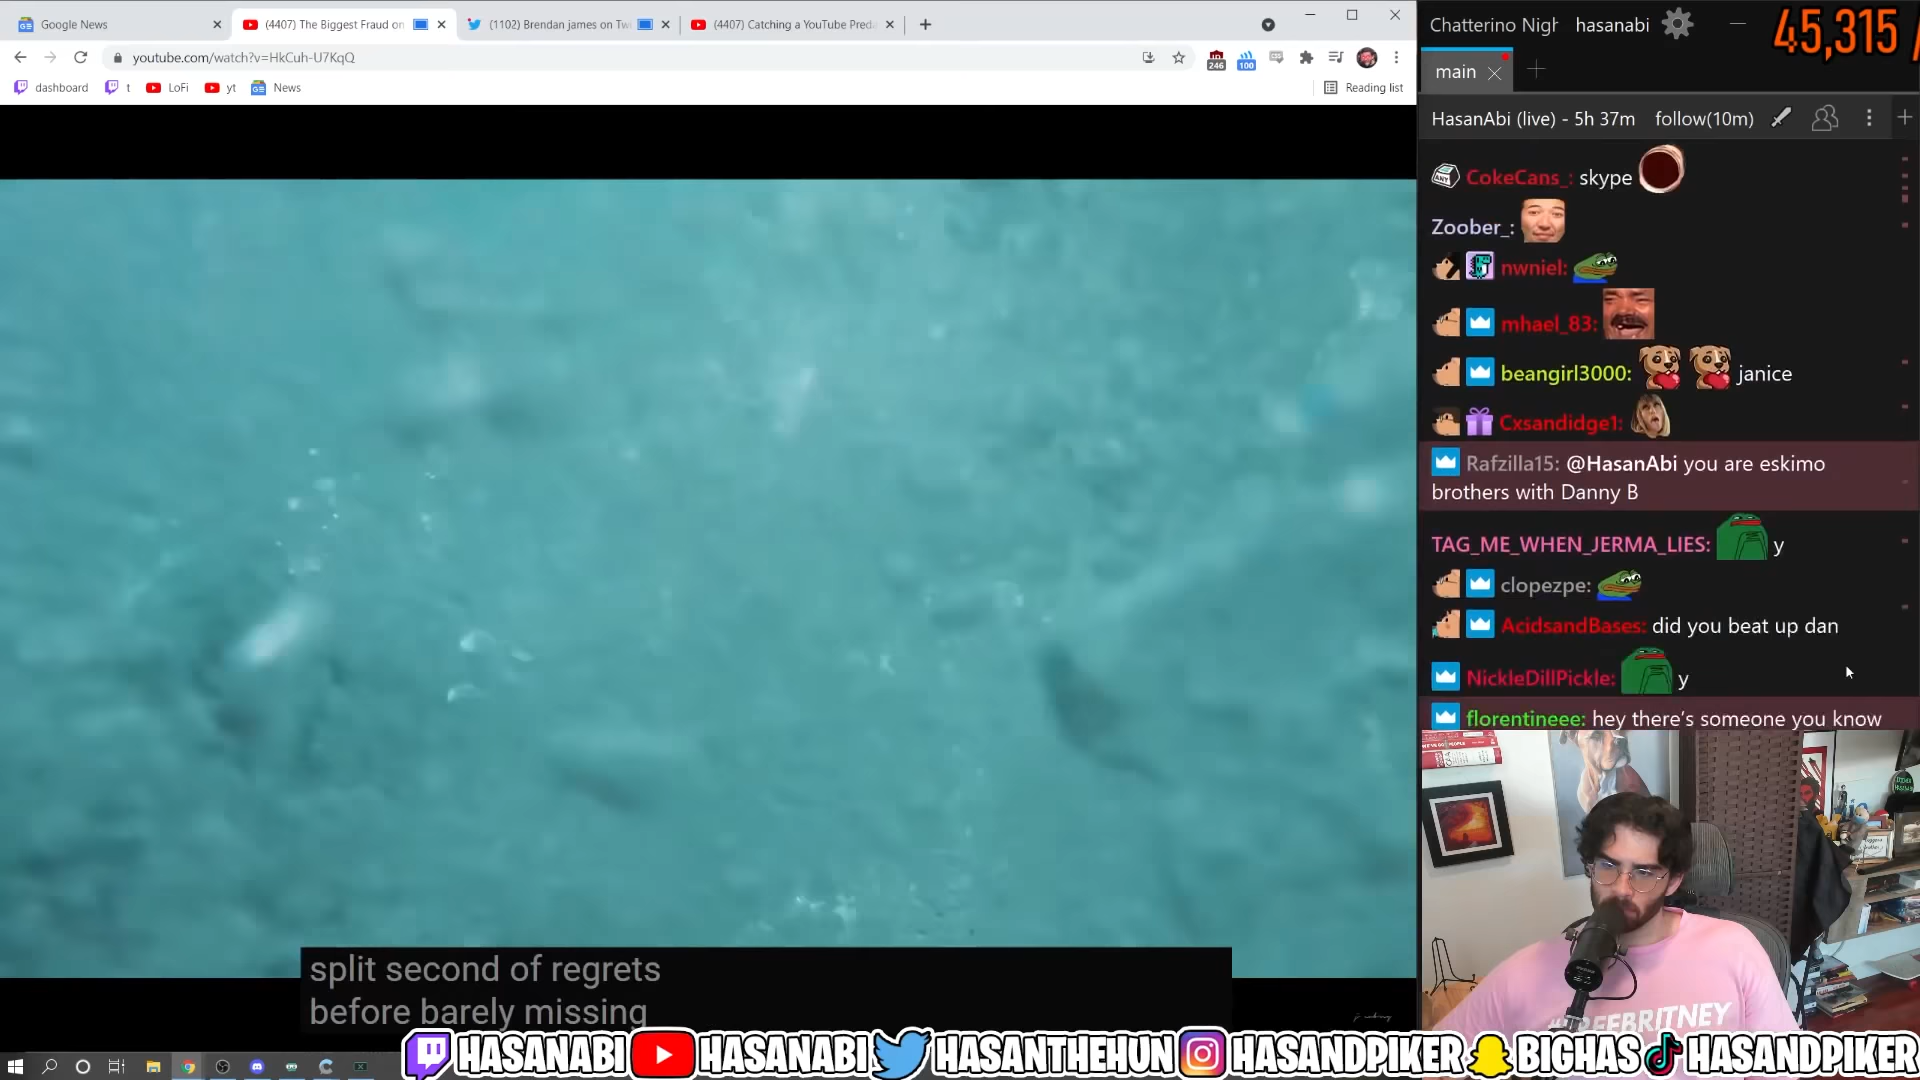 Google News
(4407) The Biggest Fraud on
(1102) Brendan james on Tw
(4407) Catching a YouTube Preda
youtube.com/watch?v=HkCuh-U7KqQ
246
100
dashboard
t
LoFi
yt
News
Reading list
split second of regrets
before barely missing
Chatterino Nigh
hasanabi
45,315 /
main
HasanAbi (live) - 5h 37m
follow(10m)
CokeCans_: skype
Zoober_:
nwniel:
mhael_83:
beangirl3000: janice
Cxsandidge1:
Rafzilla15: @HasanAbi you are eskimo
brothers with Danny B
TAG_ME_WHEN_JERMA_LIES: y
clopezpe:
AcidsandBases: did you beat up dan
NickleDillPickle: y
florentineee: hey there's someone you know
#FREEBRITNEY
HASANABI HASANABI HASANTHEHUN HASANDPIKER BIGHAS HASANDPIKER